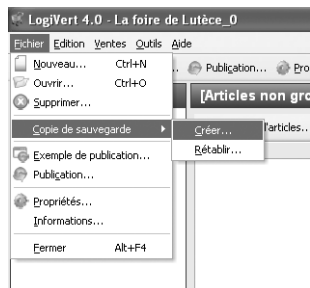 LogiVert 4.0 - La foire de Lutèce_0
Fichier Edition Ventes Outils Aide
Nouveau... Ctrl+N
Ouvrir... Ctrl+O
Publication...
Supprimer...
[Articles non gro
Copie de sauvegarde
Créer...
'articles..
Rétablir...
Exemple de publication...
Publication...
Propriétés...
Informations...
Fermer Alt+F4